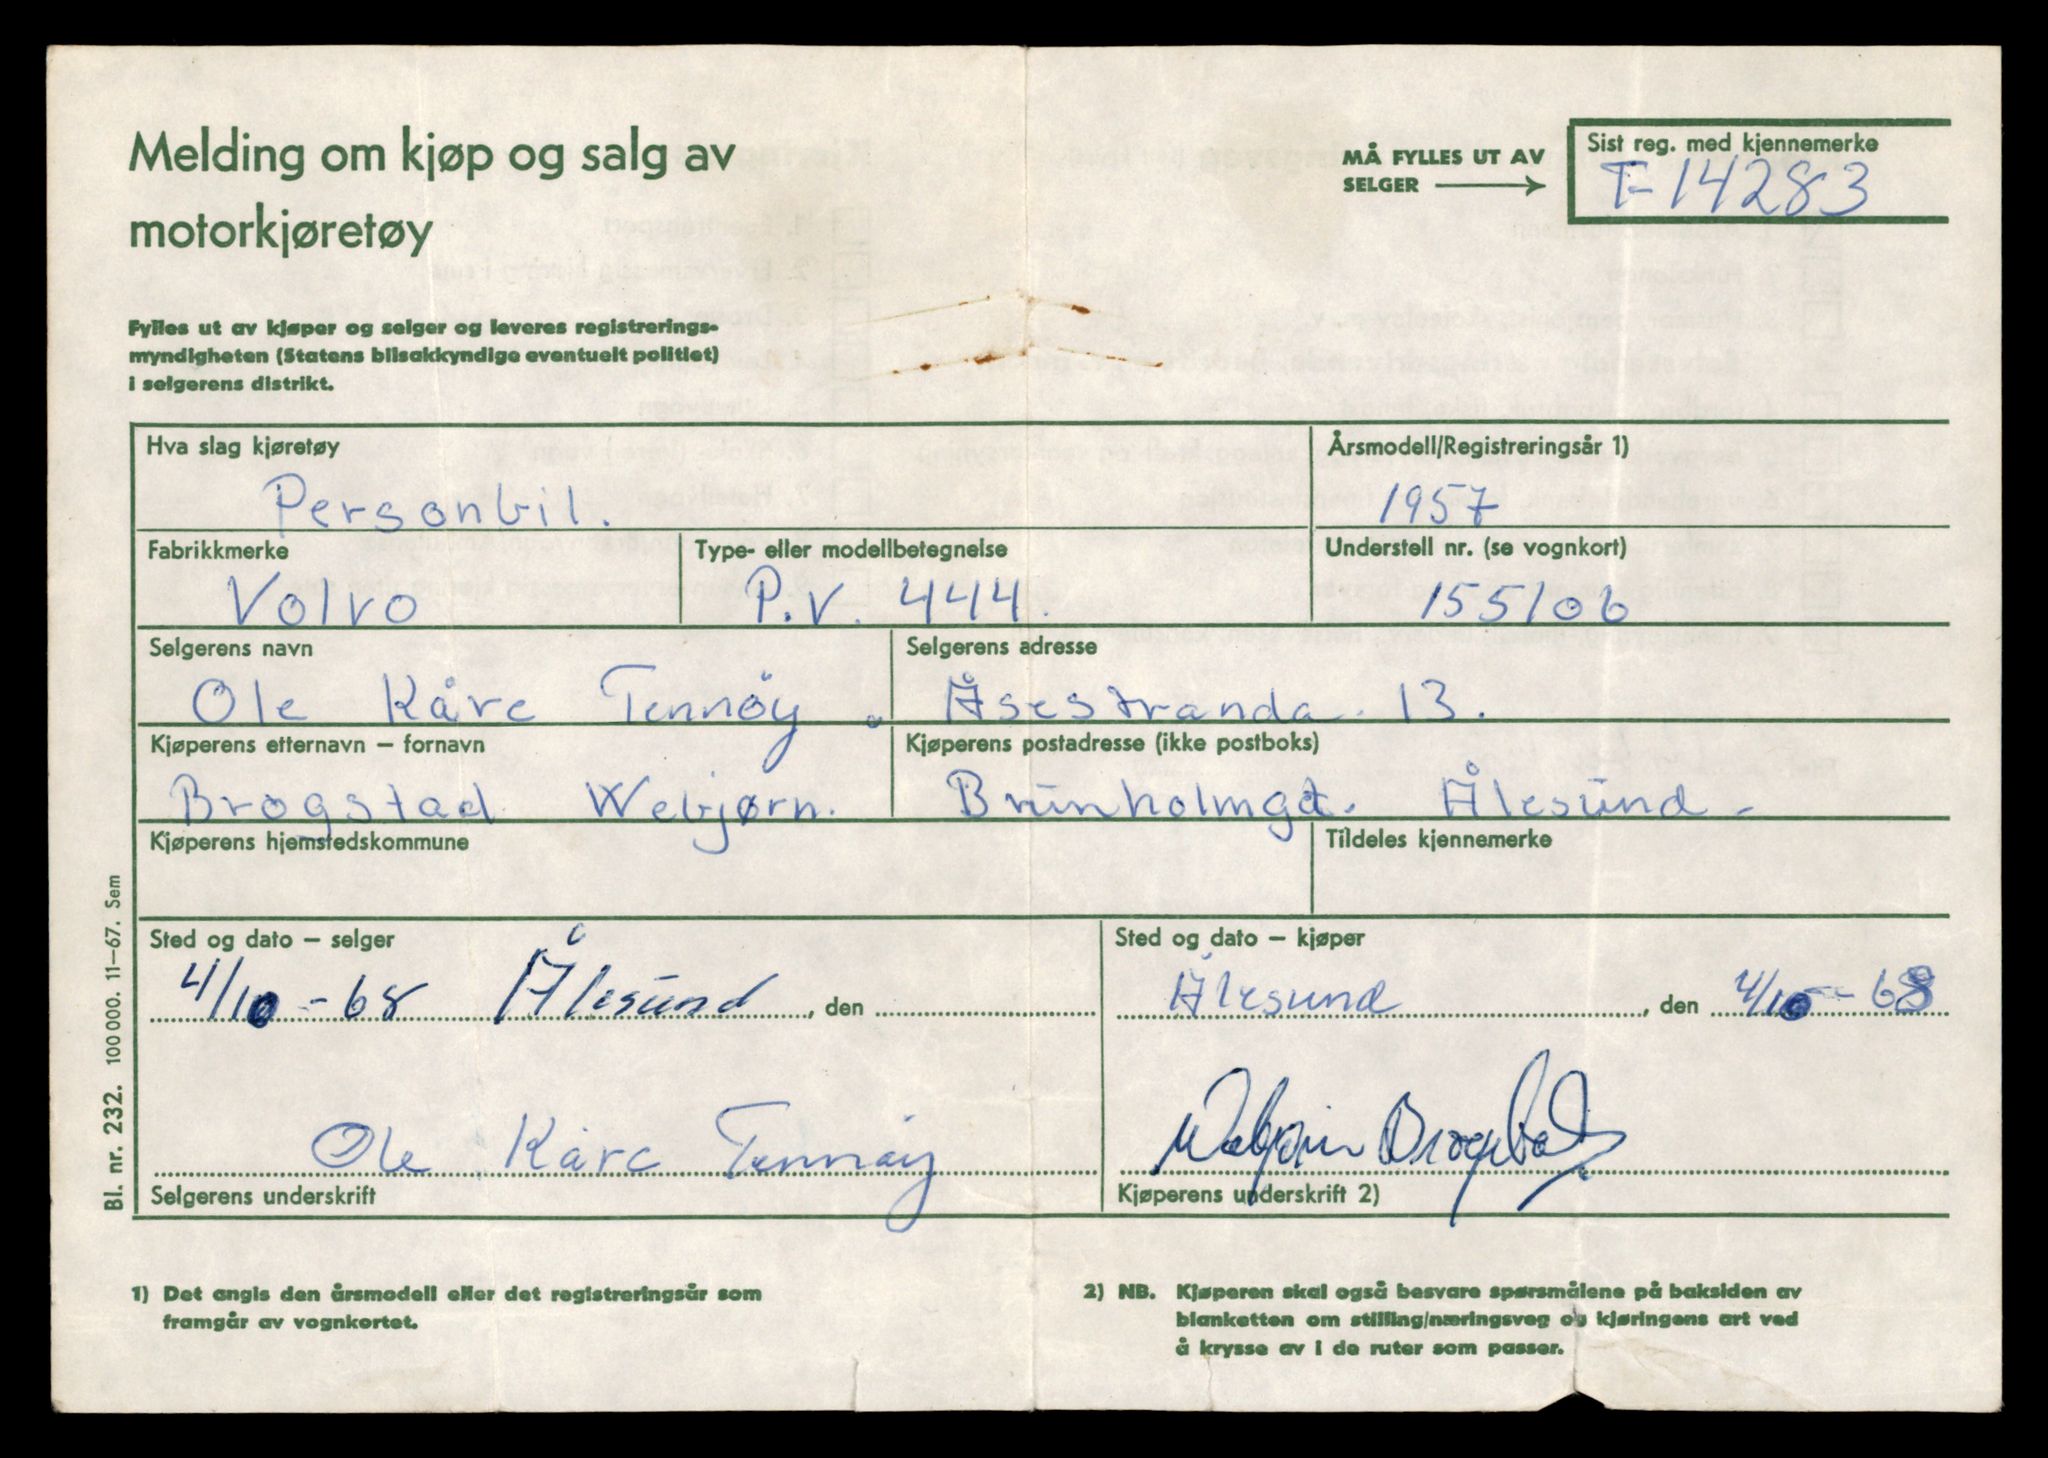 Melding om kjøp og salg av
motorkjøretøy
MÅ FYLLES UT AV
SELGER
Sist reg. med kjennemerke
T-14283
Fylles ut av kjøper og selger og leveres registrerings-
myndigheten (Statens bilsakkyndige eventuelt politiet)
i selgerens distrikt.
Hva slag kjøretøy
Personbil.
Årsmodell/Registreringsår 1)
1957
Fabrikkmerke
Volvo
Type- eller modellbetegnelse
P.V. 444.
Understell nr. (se vognkort)
155106
Selgerens navn
Ole Kåre Tennöy
Selgerens adresse
Åsestranda. 13.
Kjøperens etternavn – fornavn
Brogstad Webjørn.
Kjøperens postadresse (ikke postboks)
Brunholmgt. Ålesund -
Kjøperens hjemstedskommune
Tildeles kjennemerke
Sted og dato – selger
4/10 - 68 Ålesund, den
Sted og dato – kjøper
Ålesund, den 4/10 - 68
Ole Kåre Tennöy
Selgerens underskrift
Webjørn Brogstad
Kjøperens underskrift 2)
Bl. nr. 232. 100 000. 11–67. Sem
1) Det angis den årsmodell eller det registreringsår som
framgår av vognkortet.
2) NB. Kjøperen skal også besvare spørsmålene på baksiden av
blanketten om stilling/næringsveg og kjøringens art ved
å krysse av i de ruter som passer.